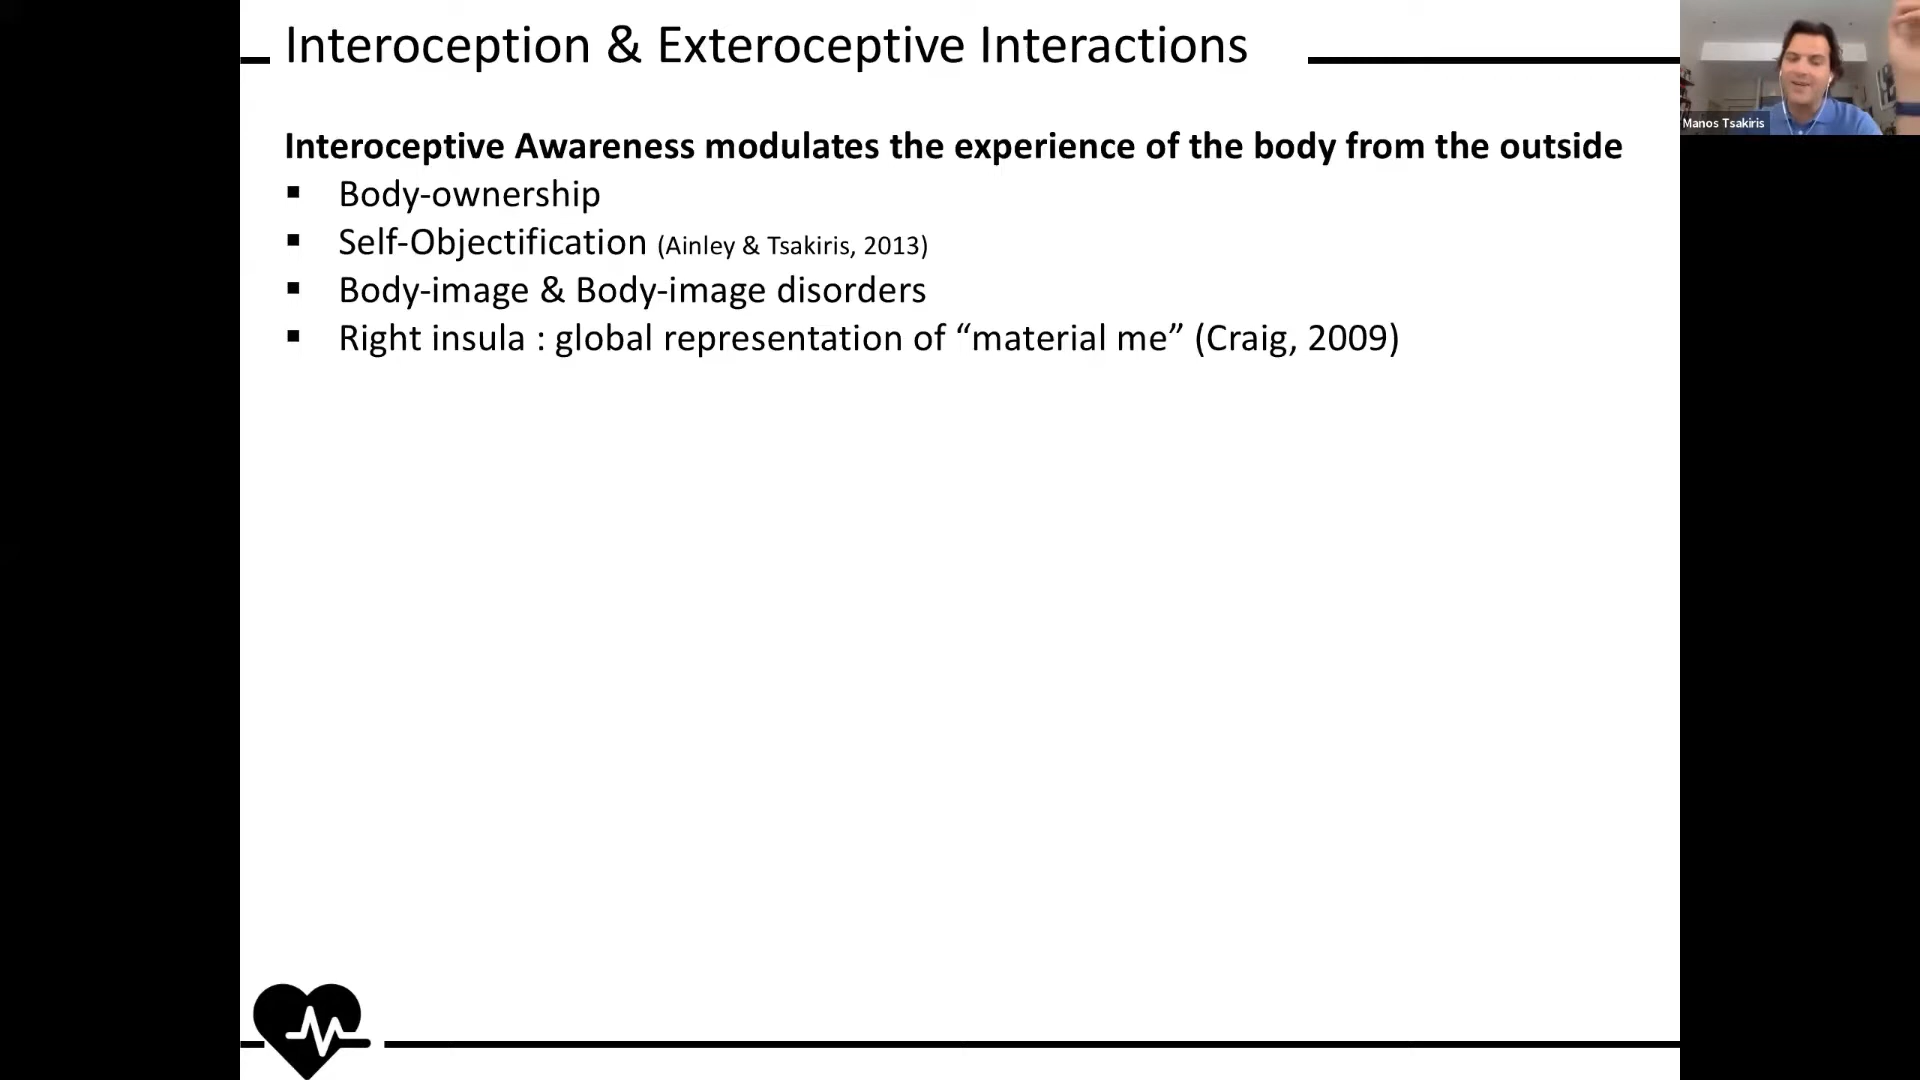 Interoception & Exteroceptive Interactions
Manos Tsakiris
Interoceptive Awareness modulates the experience of the body from the outside
▪ Body-ownership
▪ Self-Objectification (Ainley & Tsakiris, 2013)
▪ Body-image & Body-image disorders
▪ Right insula : global representation of “material me” (Craig, 2009)